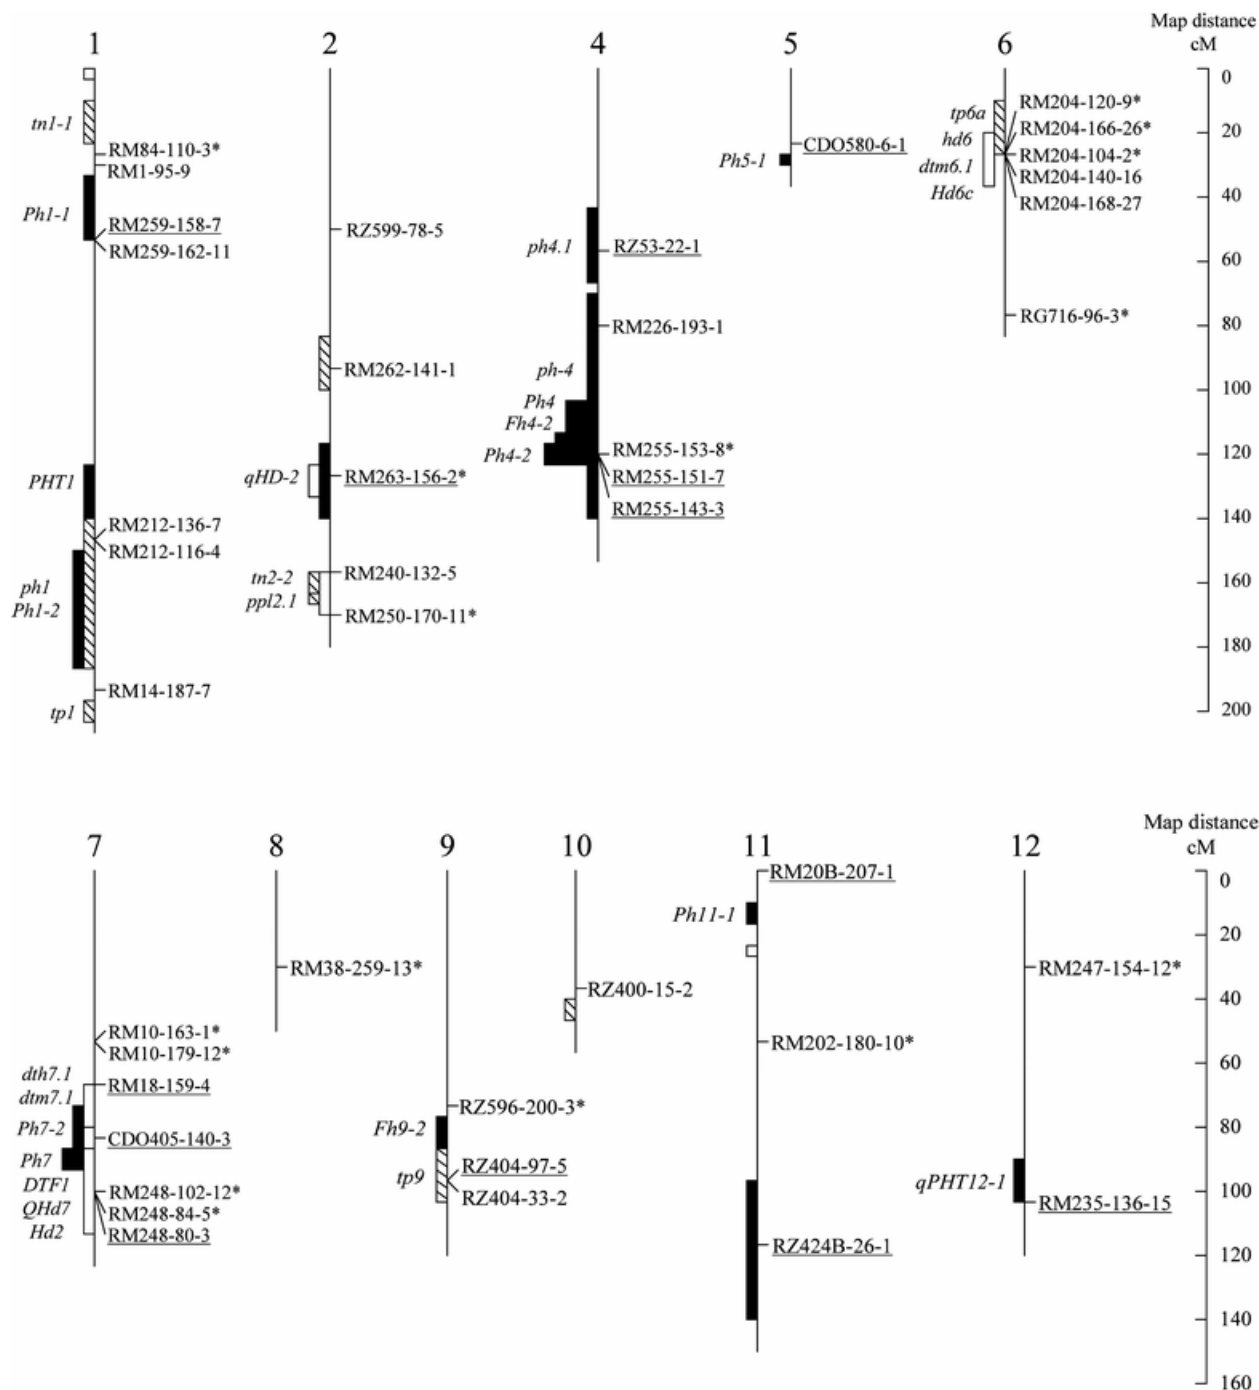 Map distance
cM
1
2
4
5
6
0
tn1-1
RM84-110-3*
RM1-95-9
Ph1-1
RM259-158-7
RM259-162-11
PHT1
RM212-136-7
RM212-116-4
ph1
Ph1-2
RM14-187-7
tp1
RZ599-78-5
RM262-141-1
qHD-2
RM263-156-2*
tn2-2
ppl2.1
RM240-132-5
RM250-170-11*
ph4.1
RZ53-22-1
RM226-193-1
ph-4
Ph4
Fh4-2
Ph4-2
RM255-153-8*
RM255-151-7
RM255-143-3
Ph5-1
CDO580-6-1
tp6a
hd6
dtm6.1
Hd6c
RM204-120-9*
RM204-166-26*
RM204-104-2*
RM204-140-16
RM204-168-27
RG716-96-3*
20
40
60
80
100
120
140
160
180
200
Map distance
cM
7
8
9
10
11
12
0
RM10-163-1*
RM10-179-12*
dth7.1
dtm7.1
RM18-159-4
Ph7-2
CDO405-140-3
Ph7
DTF1
QHd7
Hd2
RM248-102-12*
RM248-84-5*
RM248-80-3
RM38-259-13*
RZ596-200-3*
Fh9-2
tp9
RZ404-97-5
RZ404-33-2
RZ400-15-2
RM20B-207-1
Ph11-1
RM202-180-10*
RZ424B-26-1
RM247-154-12*
qPHT12-1
RM235-136-15
20
40
60
80
100
120
140
160